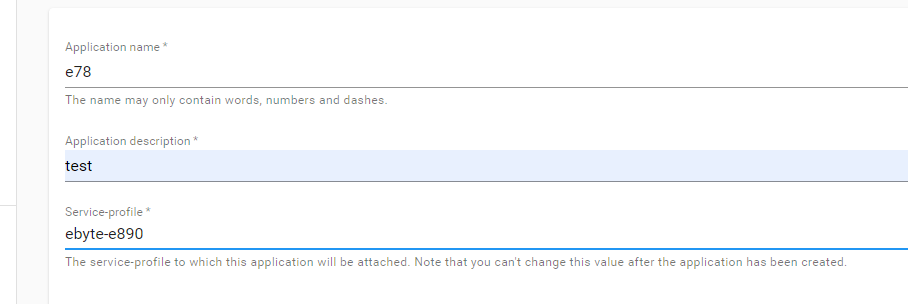 Application name *
e78
The name may only contain words, numbers and dashes.
Application description *
test
Service-profile *
ebyte-e890
The service-profile to which this application will be attached. Note that you can't change this value after the application has been created.